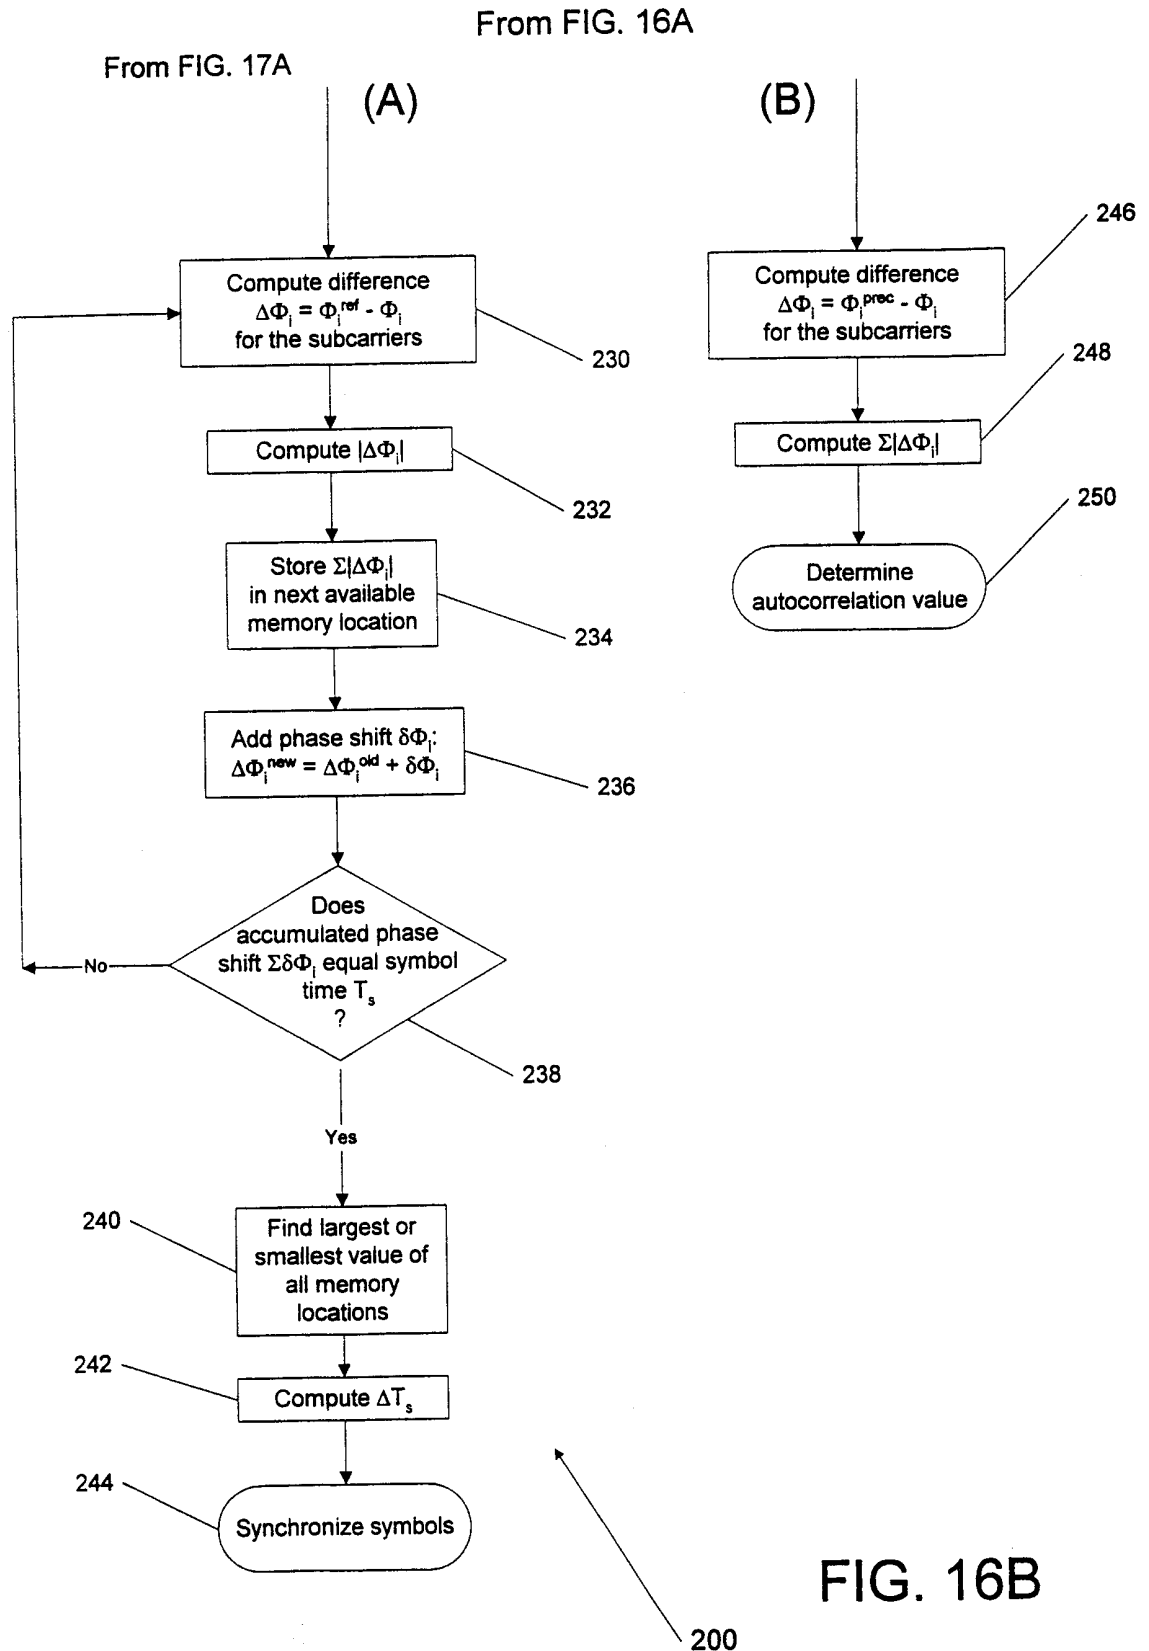 From FIG. 16A
From FIG. 17A
(A)
(B)
Compute difference
ΔΦᵢ = Φᵢʳᵉᶠ - Φᵢ
for the subcarriers
230
Compute |ΔΦᵢ|
232
Store Σ|ΔΦᵢ|
in next available
memory location
234
Add phase shift δΦᵢ:
ΔΦᵢⁿᵉʷ = ΔΦᵢᵒˡᵈ + δΦᵢ
236
Does
accumulated phase
shift ΣδΦᵢ equal symbol
time Tₛ
?
238
No
Yes
240
Find largest or
smallest value of
all memory
locations
242
Compute ΔTₛ
244
Synchronize symbols
Compute difference
ΔΦᵢ = Φᵢᵖʳᵉᶜ - Φᵢ
for the subcarriers
246
Compute Σ|ΔΦᵢ|
248
Determine
autocorrelation value
250
200
FIG. 16B